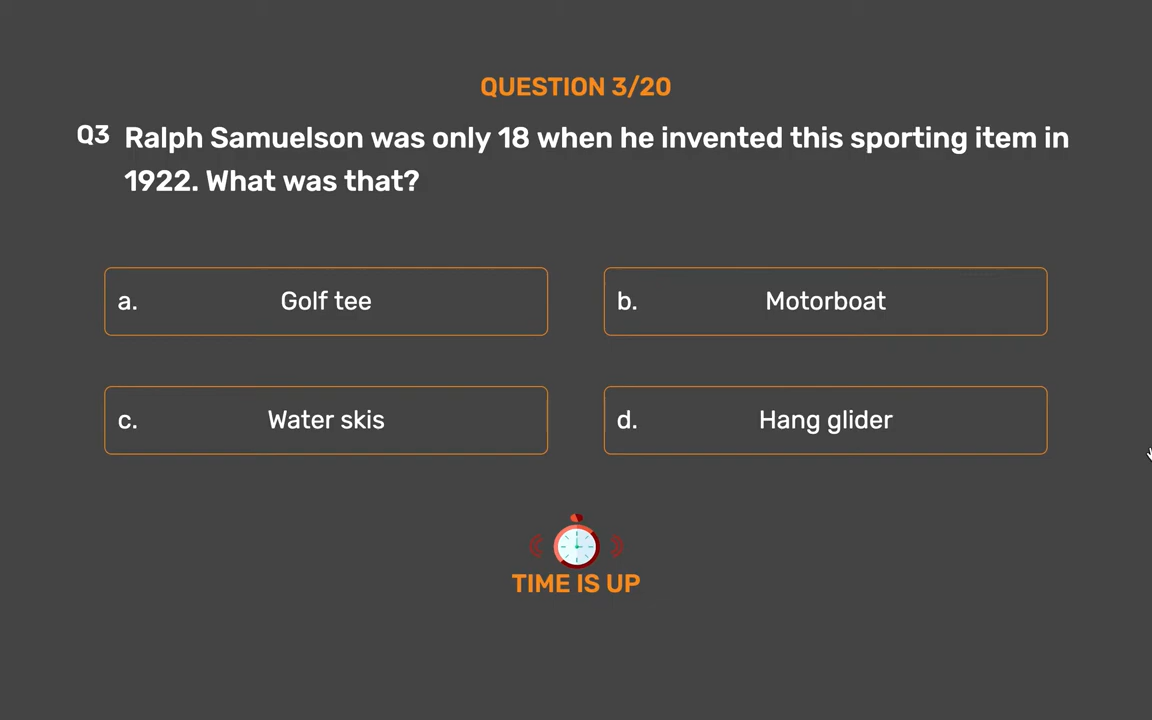 QUESTION 3/20
Q3 Ralph Samuelson was only 18 when he invented this sporting item in
1922. What was that?
a. Golf tee
b. Motorboat
c. Water skis
d. Hang glider
TIME IS UP